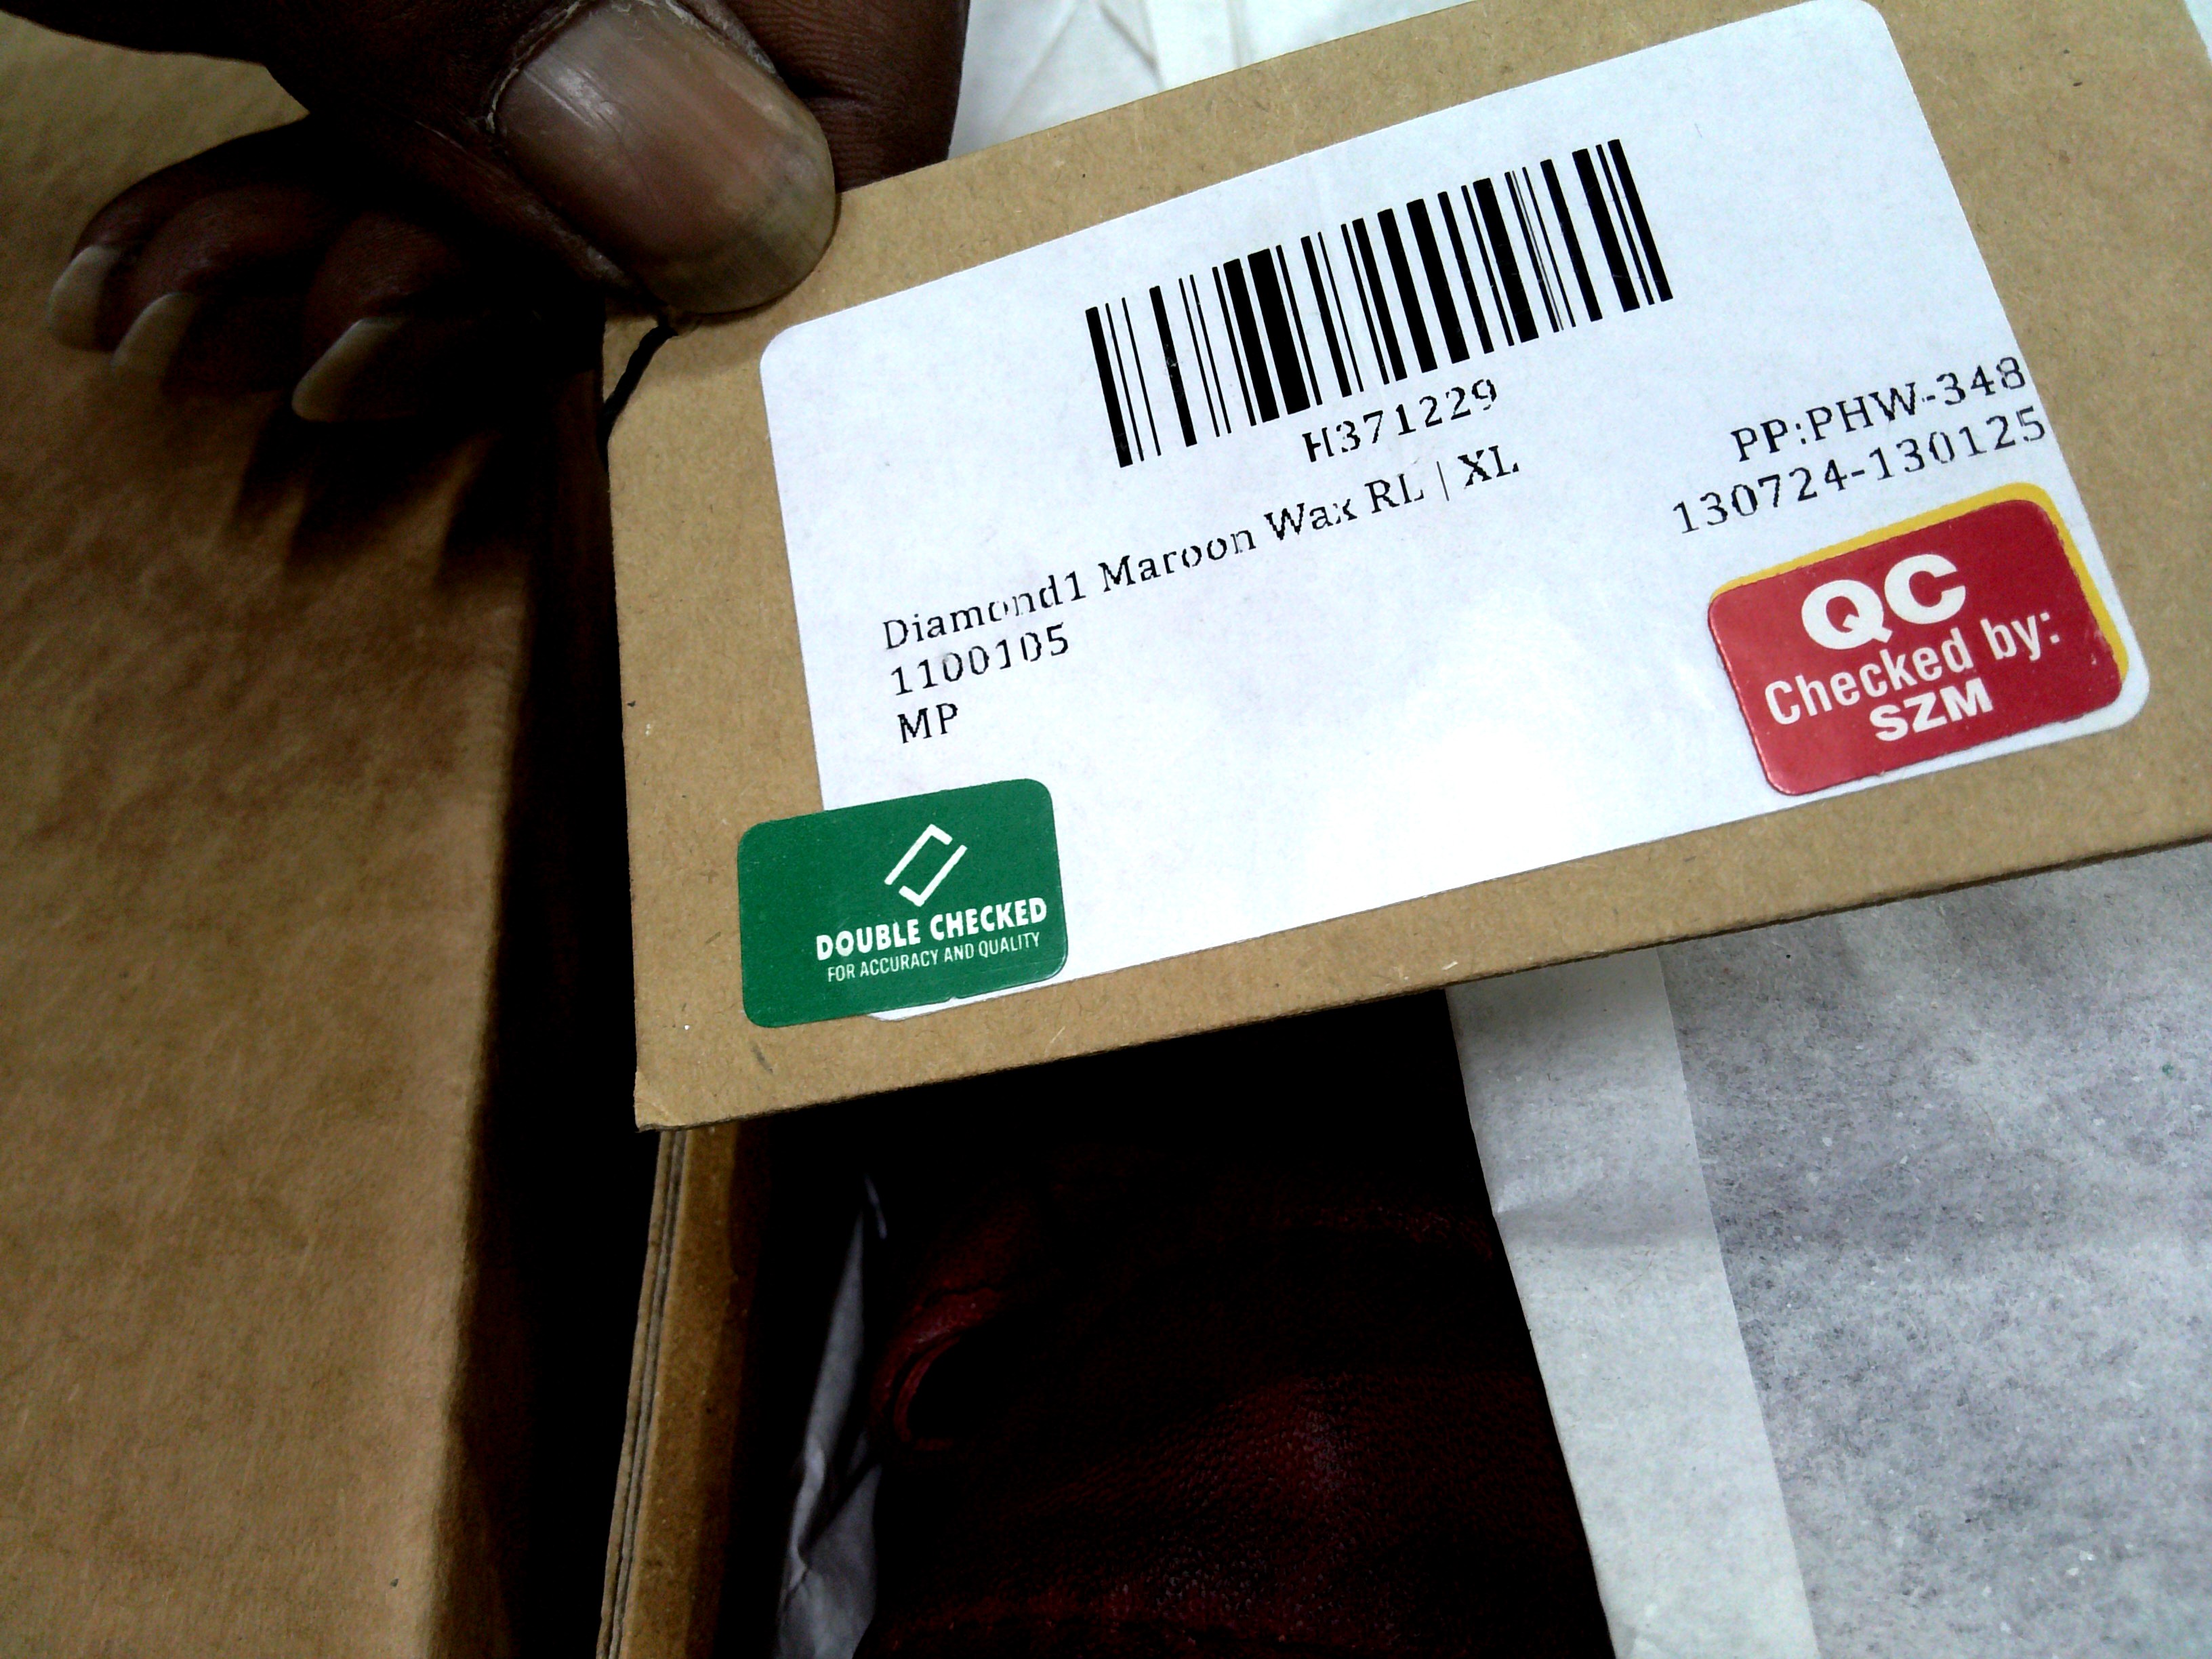 H371229
Diamond1 Maroon Wax RL | XL
1100105
MP
PP:PHW-348
130724-130125
QC
Checked by:
SZM
DOUBLE CHECKED
FOR ACCURACY AND QUALITY